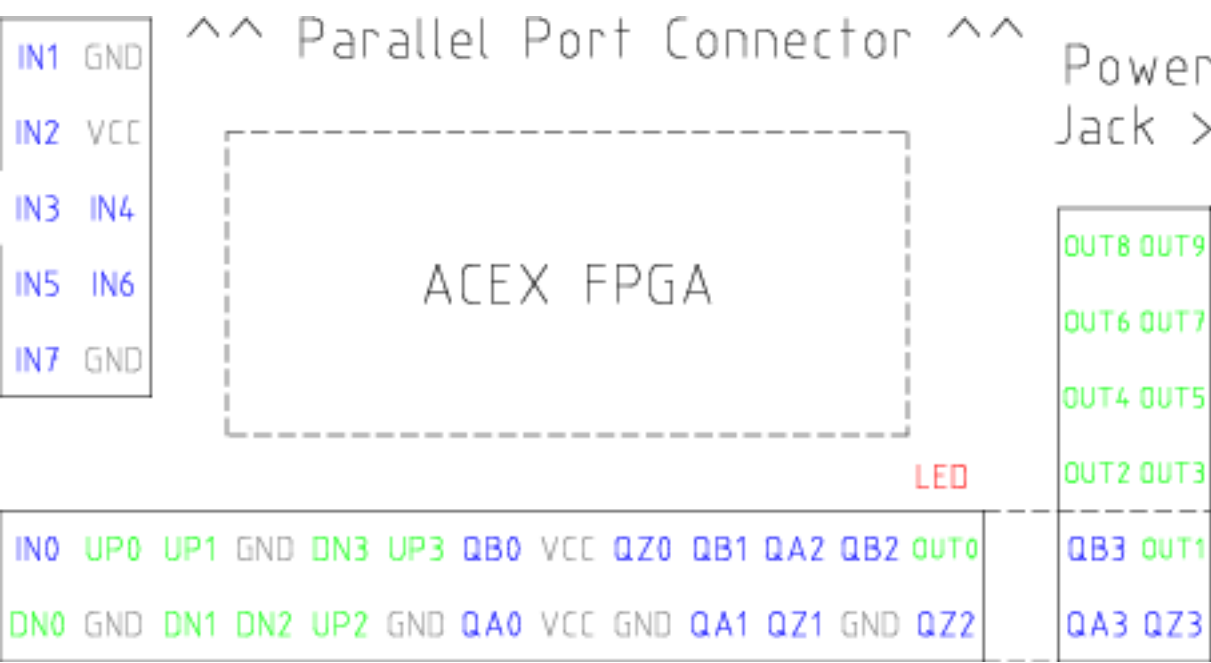 ^^ Parallel Port Connector ^^
Power
Jack >
IN1 GND
IN2 VCC
IN3 IN4
IN5 IN6
IN7 GND
ACEX FPGA
OUT8 OUT9
OUT6 OUT7
OUT4 OUT5
OUT2 OUT3
LED
IN0 UP0 UP1 GND DN3 UP3 QB0 VCC QZ0 QB1 QA2 QB2 OUT0
DN0 GND DN1 DN2 UP2 GND QA0 VCC GND QA1 QZ1 GND QZ2
QB3 OUT1
QA3 QZ3